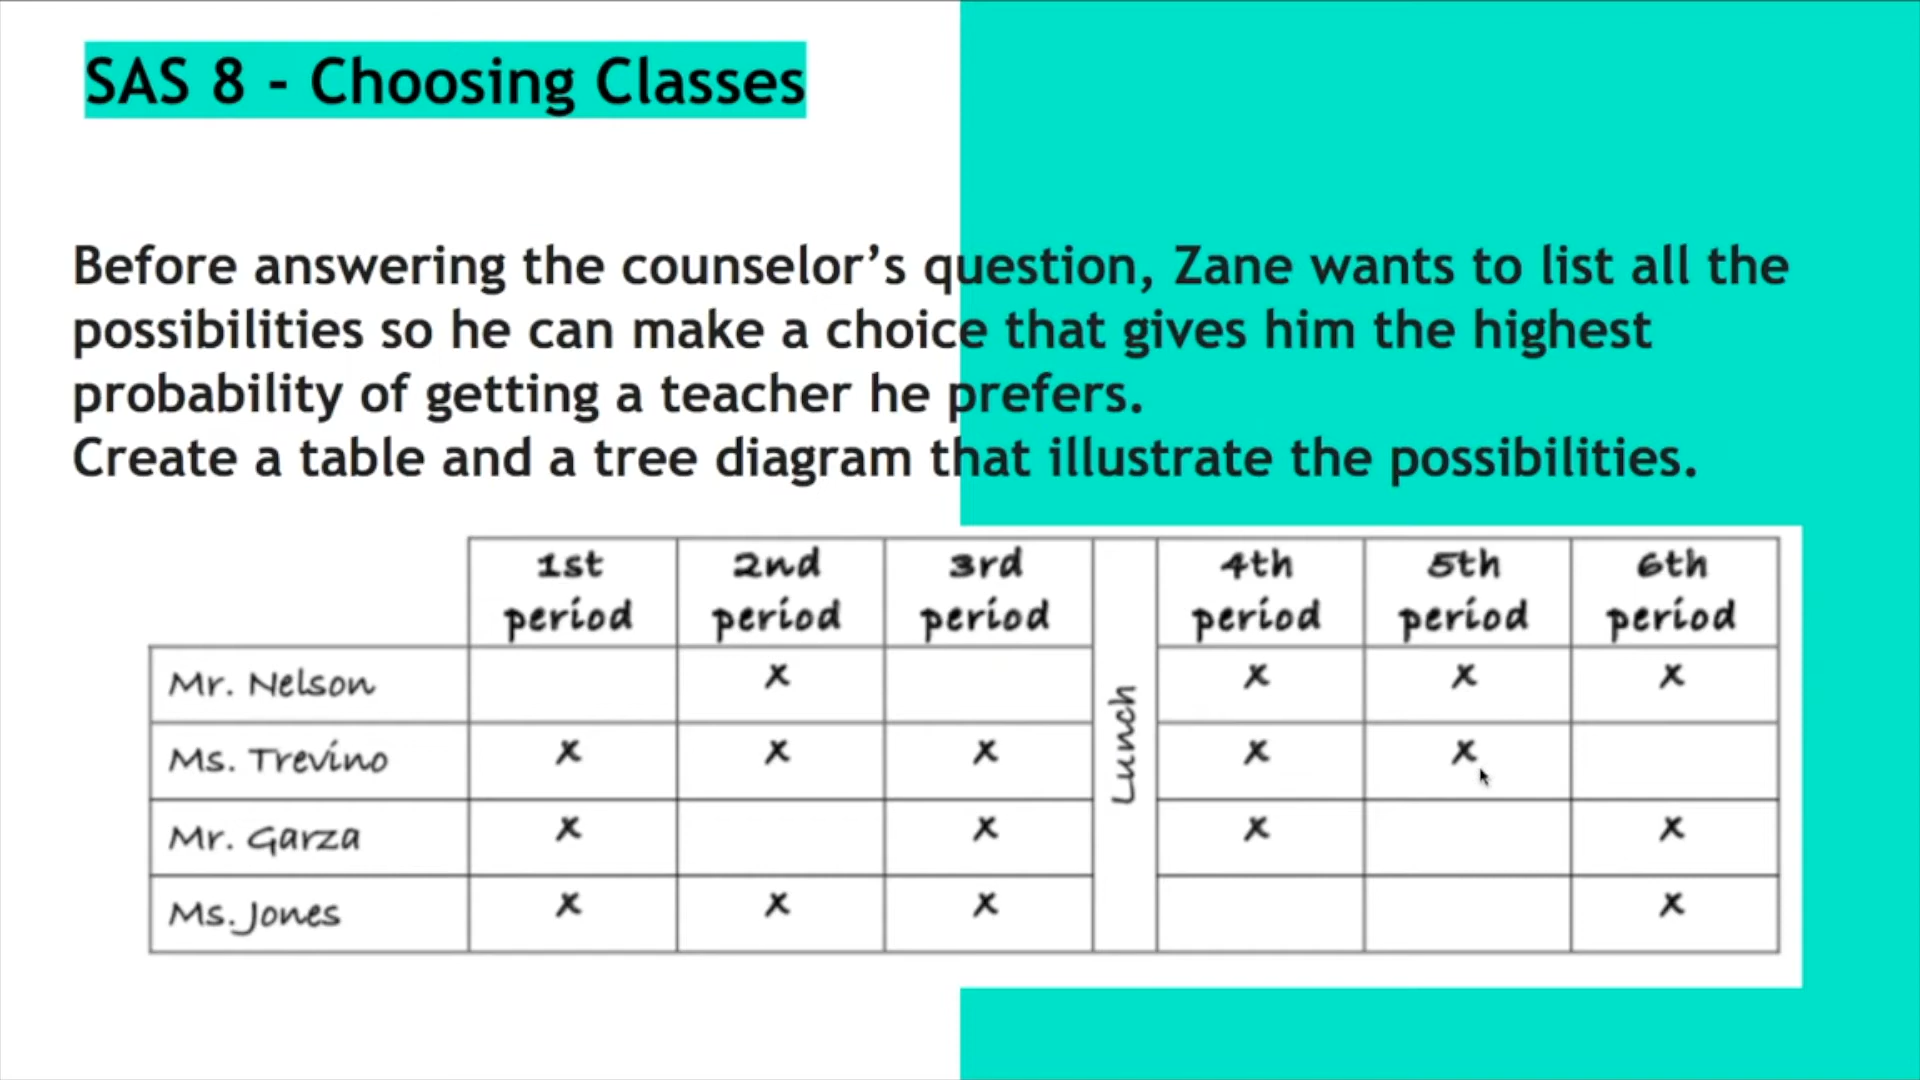 SAS 8 - Choosing Classes
Before answering the counselor's question, Zane wants to list all the
possibilities so he can make a choice that gives him the highest
probability of getting a teacher he prefers.
Create a table and a tree diagram that illustrate the possibilities.
1st period 2nd period 3rd period Lunch 4th period 5th period 6th period
Mr. Nelson x x x x
Ms. Trevino x x x x x
Mr. Garza x x x x
Ms. Jones x x x x